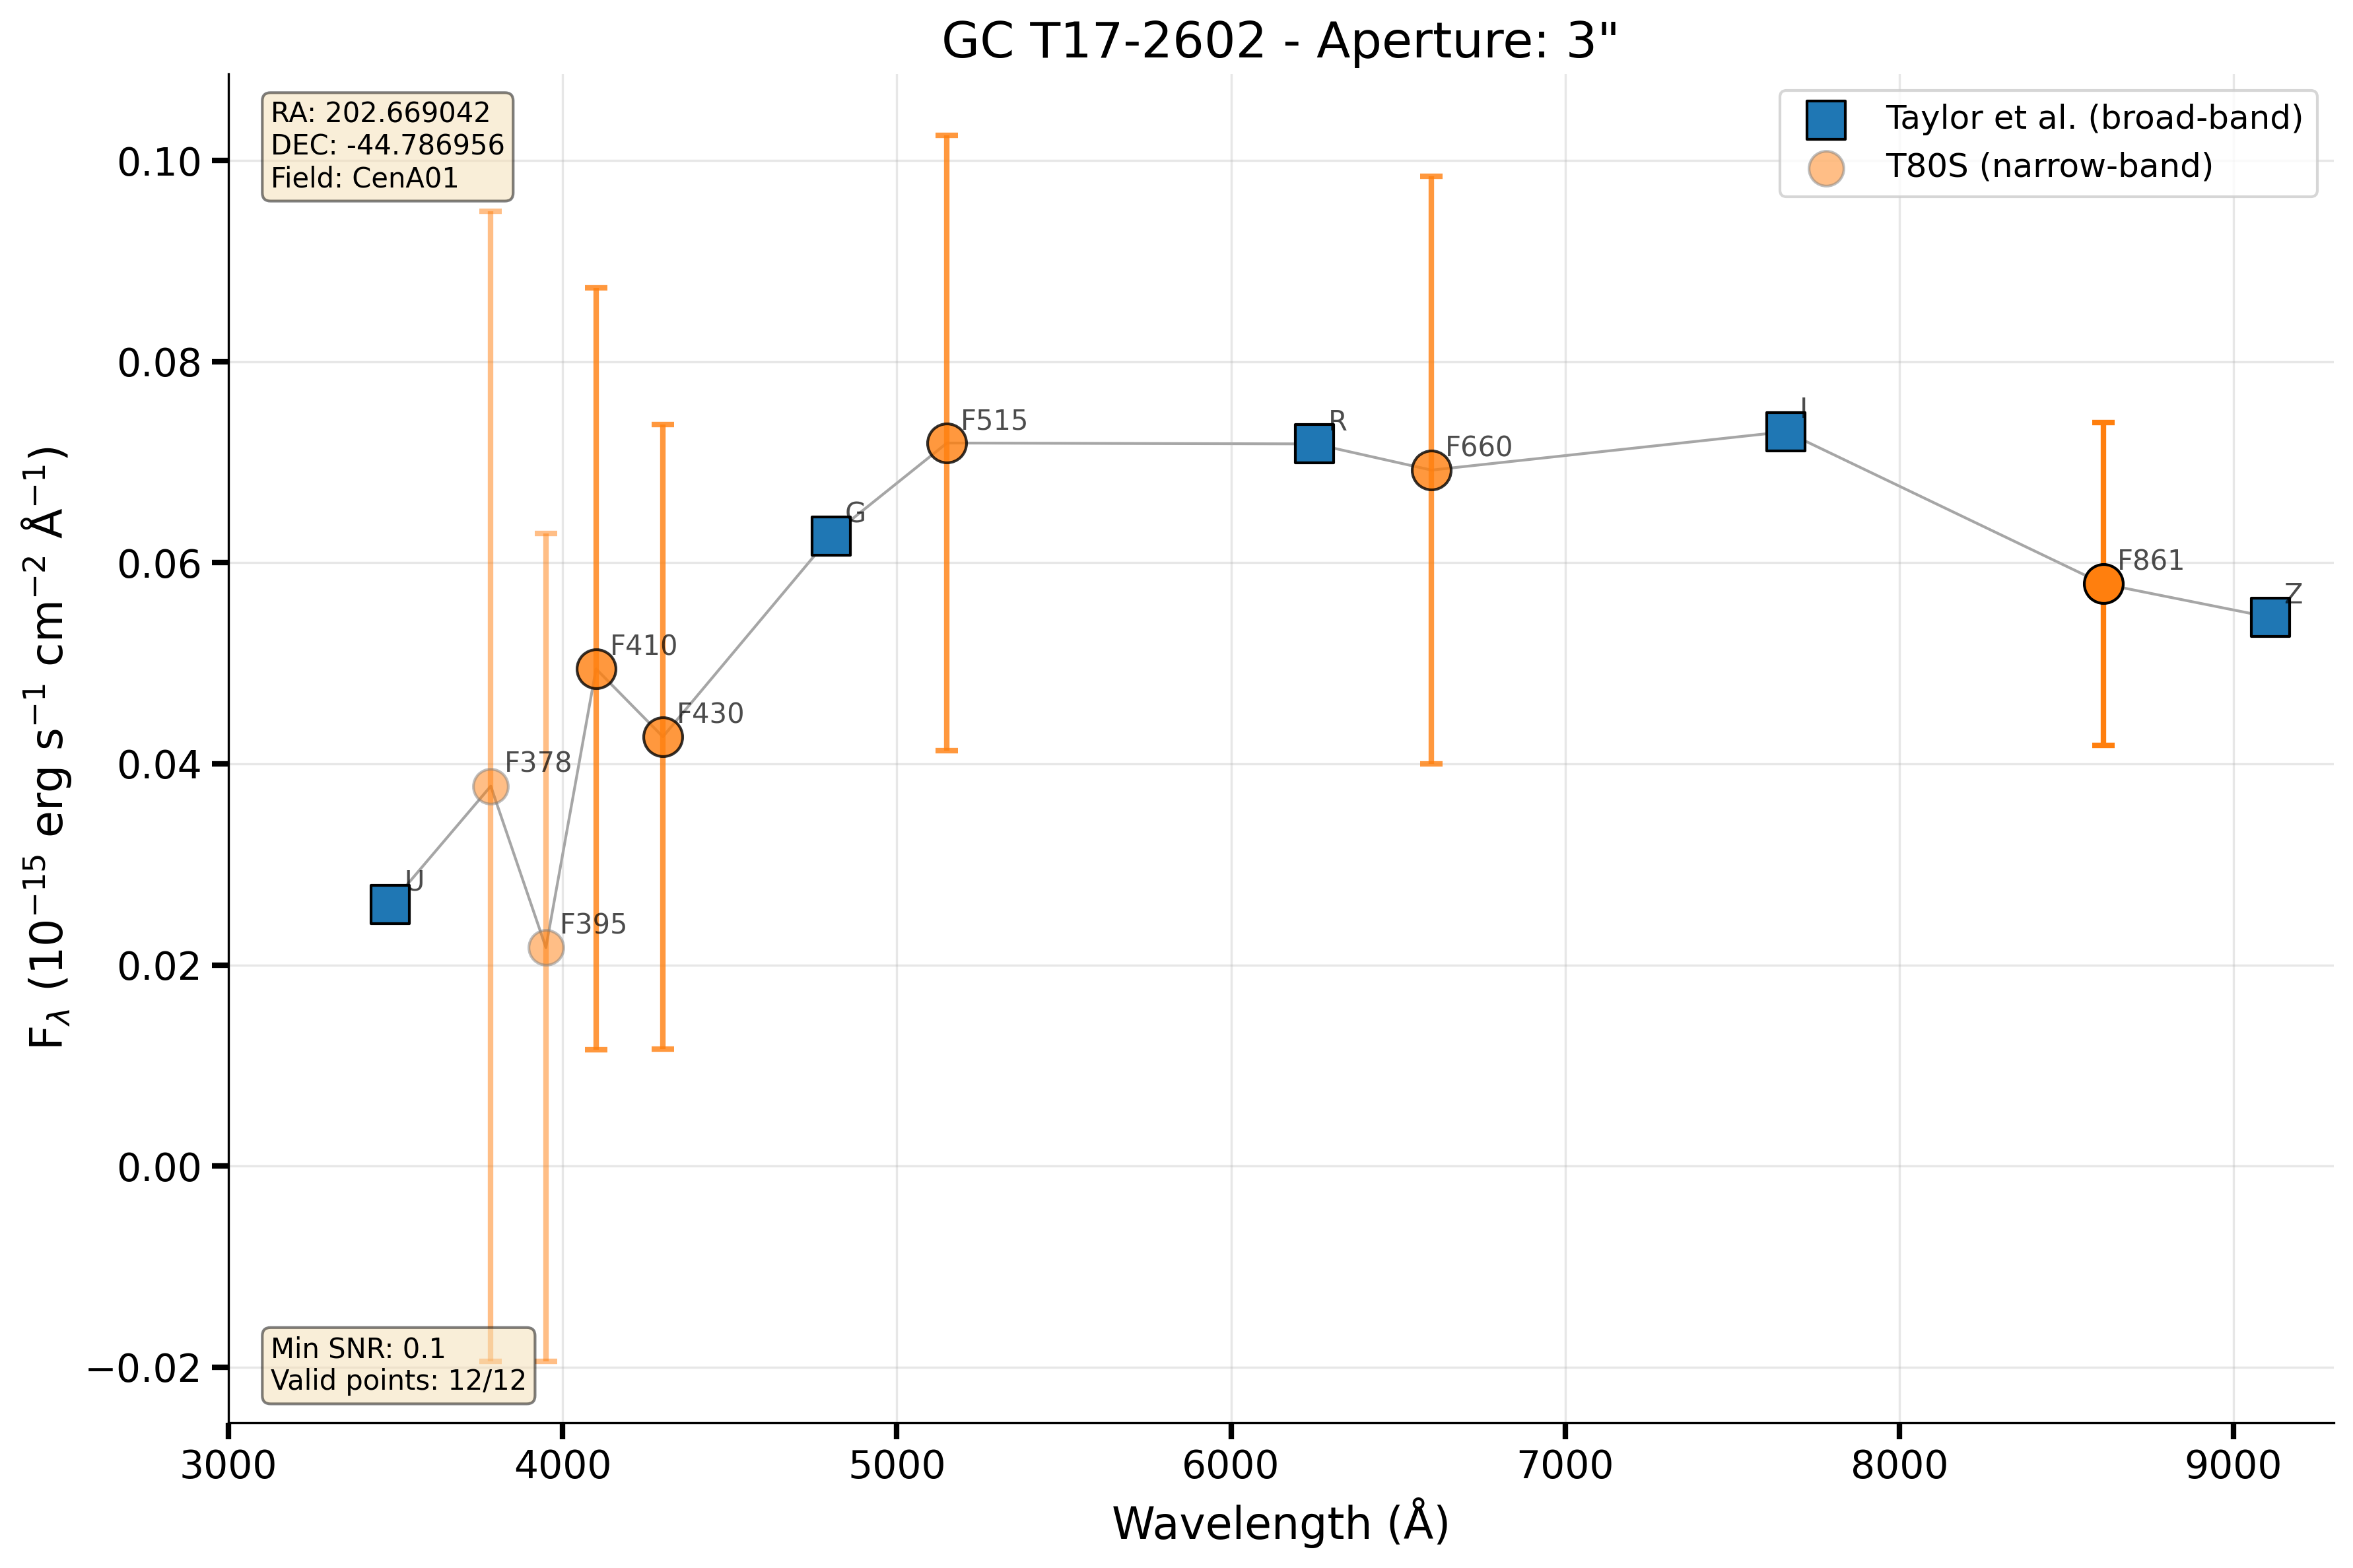 GC T17-2602 - Aperture: 3"
RA: 202.669042
DEC: -44.786956
Field: CenA01
Taylor et al. (broad-band)
T80S (narrow-band)
0.10
0.08
0.06
0.04
0.02
0.00
−0.02
F_λ (10⁻¹⁵ erg s⁻¹ cm⁻² Å⁻¹)
U
F378
F395
F410
F430
G
F515
R
F660
I
F861
Z
Min SNR: 0.1
Valid points: 12/12
3000 4000 5000 6000 7000 8000 9000
Wavelength (Å)